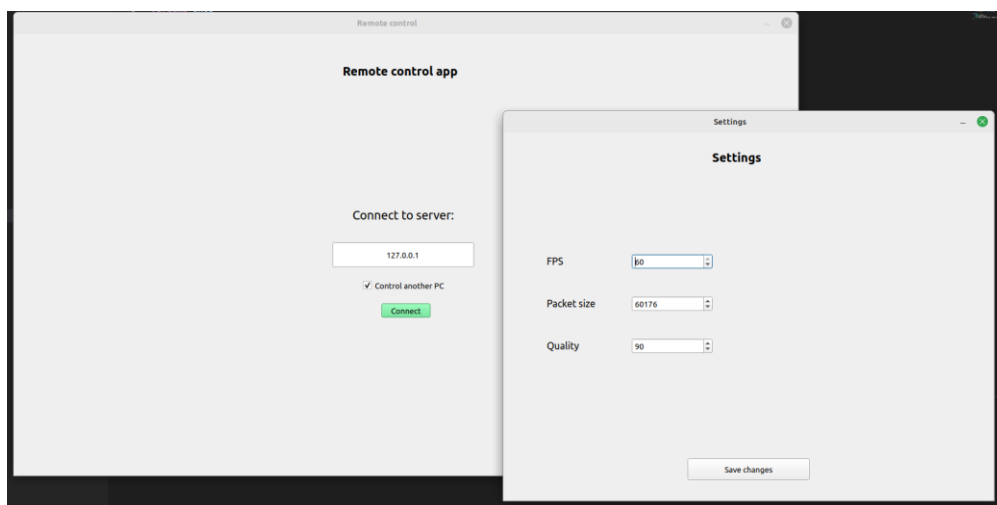 Remote control
Remote control app
Connect to server:
127.0.0.1
Control another PC
Connect
Settings
Settings
FPS
60
Packet size
60176
Quality
90
Save changes